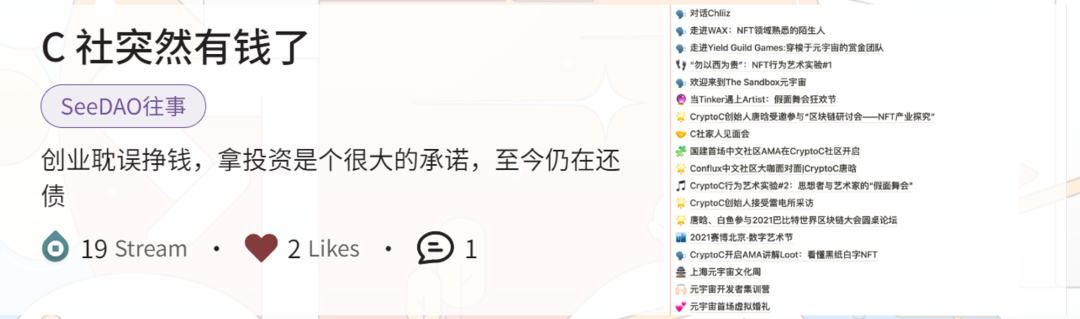 C 社突然有钱了
SeeDAO往事
创业耽误挣钱，拿投资是个很大的承诺，至今仍在还
债
19 Stream • 2 Likes • 1
对话Chliiz
走进WAX：NFT领域熟悉的陌生人
走进Yield Guild Games:穿梭于元宇宙的赏金团队
“勿以西为贵”：NFT行为艺术实验#1
欢迎来到The Sandbox元宇宙
当Tinker遇上Artist：假面舞会狂欢节
CryptoC创始人唐晗受邀参与“区块链研讨会——NFT产业探究”
C社家人见面会
国建首场中文社区AMA在CryptoC社区开启
Conflux中文社区大咖面对面|CryptoC唐晗
CryptoC行为艺术实验#2：思想者与艺术家的“假面舞会”
CryptoC创始人接受雷电所采访
唐晗、白鱼参与2021巴比特世界区块链大会圆桌论坛
2021赛博北京·数字艺术节
CryptoC开启AMA讲解Loot：看懂黑纸白字NFT
上海元宇宙文化周
元宇宙开发者集训营
元宇宙首场虚拟婚礼